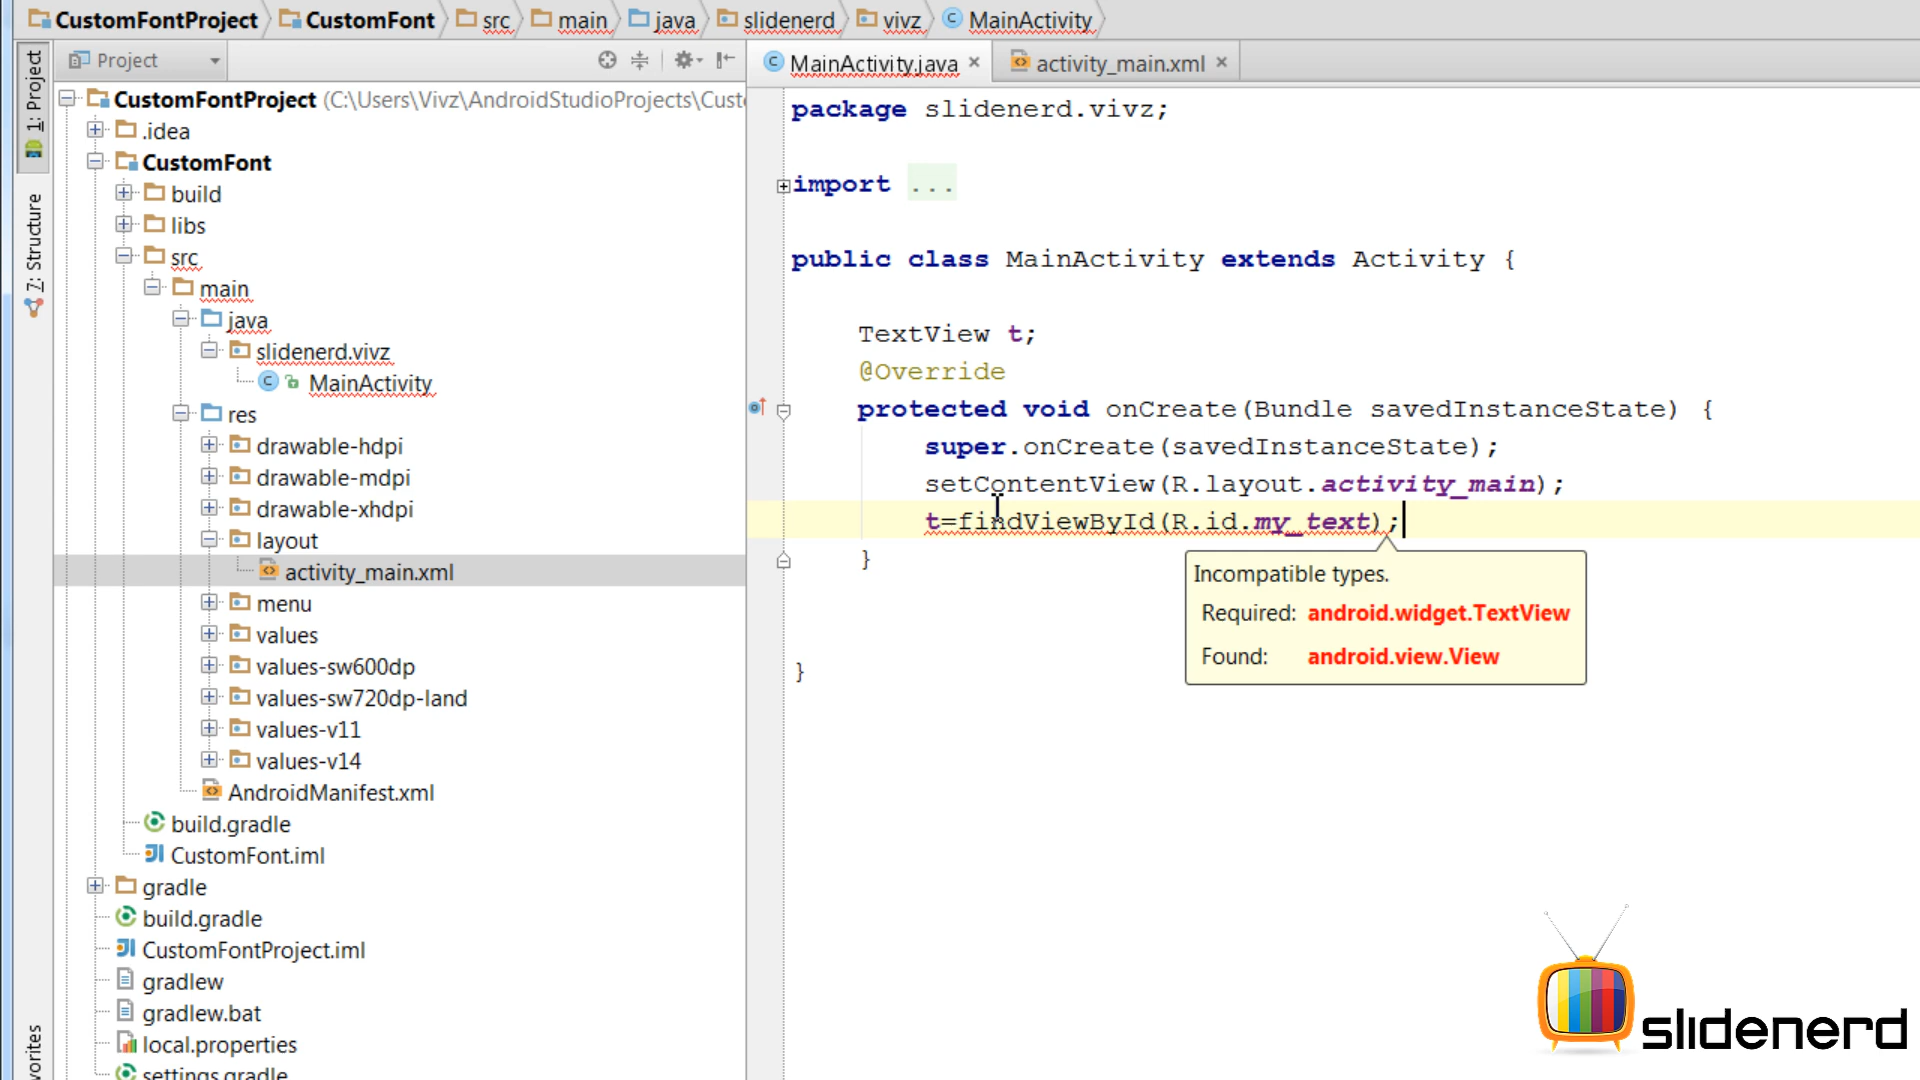 CustomFontProject CustomFont src main java slidenerd vivz MainActivity
1: Project
7: Structure
vorites
Project
CustomFontProject (C:\Users\Vivz\AndroidStudioProjects\Custo
.idea
CustomFont
build
libs
src
main
java
slidenerd.vivz
MainActivity
res
drawable-hdpi
drawable-mdpi
drawable-xhdpi
layout
activity_main.xml
menu
values
values-sw600dp
values-sw720dp-land
values-v11
values-v14
AndroidManifest.xml
build.gradle
CustomFont.iml
gradle
build.gradle
CustomFontProject.iml
gradlew
gradlew.bat
local.properties
settings.gradle
MainActivity.java activity_main.xml
package slidenerd.vivz;
import ...
public class MainActivity extends Activity {
TextView t;
@Override
protected void onCreate(Bundle savedInstanceState) {
super.onCreate(savedInstanceState);
setContentView(R.layout.activity_main);
t=findViewById(R.id.my_text);
}
}
Incompatible types.
Required: android.widget.TextView
Found: android.view.View
slidenerd